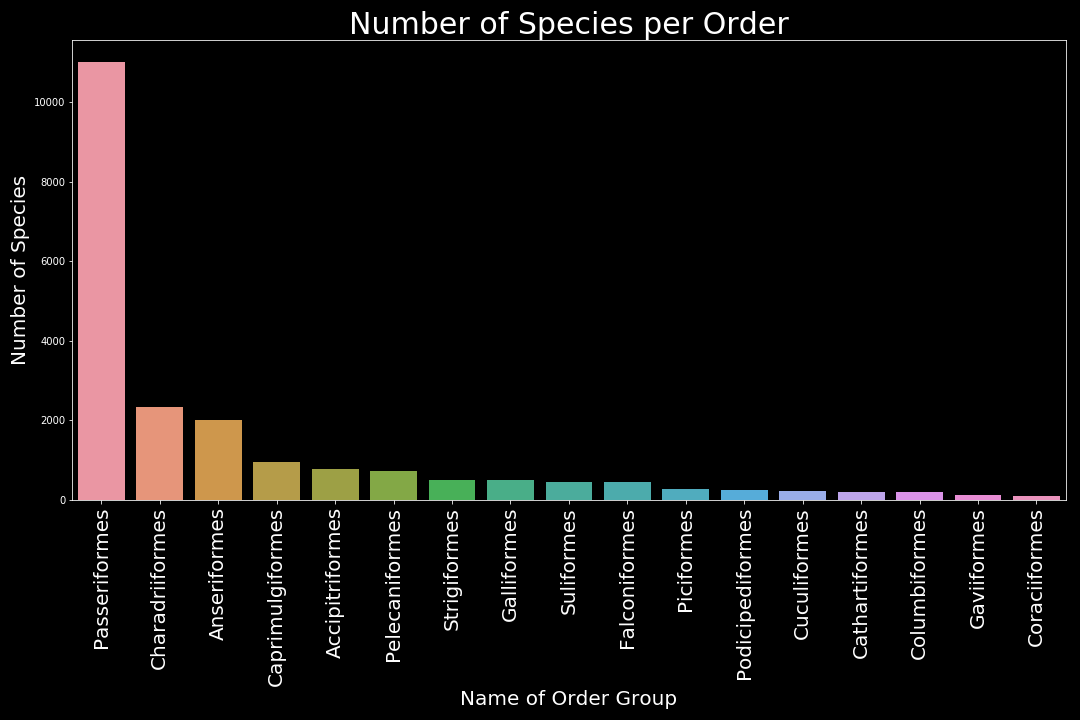 Number of Species per Order
Number of Species
10000
8000
6000
4000
2000
0
Passeriformes
Charadriiformes
Anseriformes
Caprimulgiformes
Accipitriformes
Pelecaniformes
Strigiformes
Galliformes
Suliformes
Falconiformes
Piciformes
Podicipediformes
Cuculiformes
Cathartiformes
Columbiformes
Gaviiformes
Coraciiformes
Name of Order Group